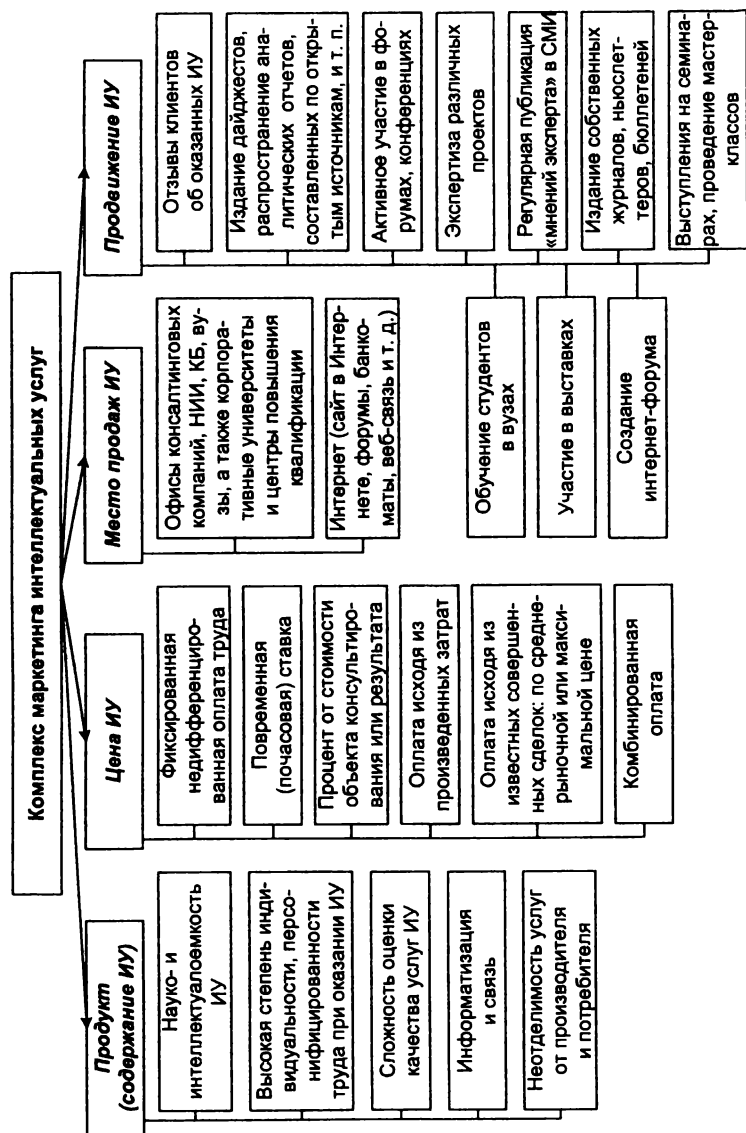 Комплекс маркетинга интеллектуальных услуг
Продукт
(содержание ИУ)
Науко- и
интеллектуалоемкость
ИУ
Высокая степень инди-
видуальности, персо-
нифицированности
труда при оказании ИУ
Сложность оценки
качества услуг ИУ
Информатизация
и связь
Неотделимость услуг
от производителя
и потребителя
Цена ИУ
Фиксированная
недифференциро-
ванная оплата труда
Повременная
(почасовая) ставка
Процент от стоимости
объекта консультиро-
вания или результата
Оплата исходя из
произведенных затрат
Оплата исходя из
известных совершен-
ных сделок: по средне-
рыночной или макси-
мальной цене
Комбинированная
оплата
Место продаж ИУ
Офисы консалтинговых
компаний, НИИ, КБ, ву-
зы, а также корпора-
тивные университеты
и центры повышения
квалификации
Интернет (сайт в Интер-
нете, форумы, банко-
маты, веб-связь и т. д.)
Продвижение ИУ
Отзывы клиентов
об оказанных ИУ
Издание дайджестов,
распространение ана-
литических отчетов,
составленных по откры-
тым источникам, и т. п.
Активное участие в фо-
румах, конференциях
Экспертиза различных
проектов
Регулярная публикация
«мнений эксперта» в СМИ
Издание собственных
журналов, ньюслет-
теров, бюллетеней
Выступления на семина-
рах, проведение мастер-
классов
Обучение студентов
в вузах
Участие в выставках
Создание
интернет-форума